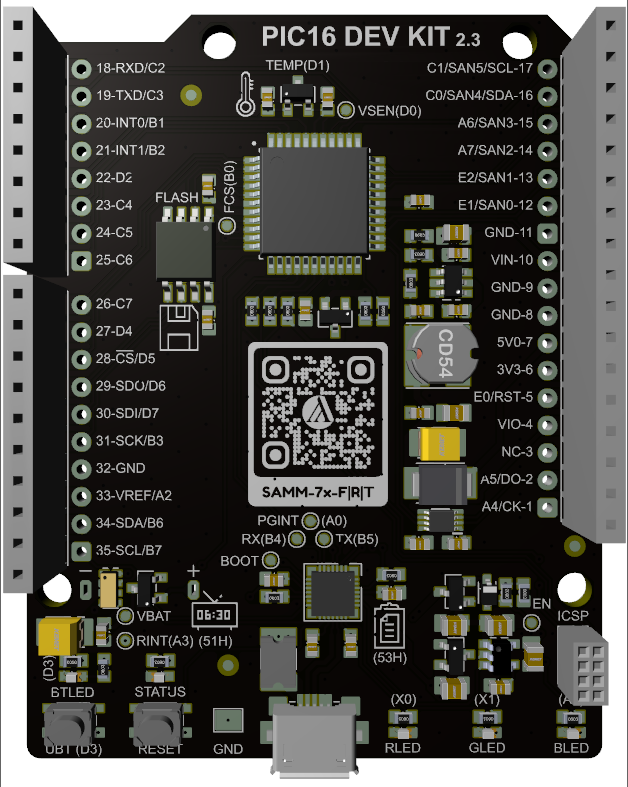 PIC16 DEV KIT 2.3
TEMP(D1)
VSEN(D0)
18-RXD/C2
19-TXD/C3
20-INT0/B1
21-INT1/B2
22-D2
23-C4
24-C5
25-C6
26-C7
27-D4
28-CS/D5
29-SDO/D6
30-SDI/D7
31-SCK/B3
32-GND
33-VREF/A2
34-SDA/B6
35-SCL/B7
C1/SAN5/SCL-17
C0/SAN4/SDA-16
A6/SAN3-15
A7/SAN2-14
E2/SAN1-13
E1/SAN0-12
GND-11
VIN-10
GND-9
GND-8
5V0-7
3V3-6
E0/RST-5
VIO-4
NC-3
A5/DO-2
A4/CK-1
FLASH
FCS(B0)
CD54
SAMM-7x-F|R|T
PGINT (A0)
RX(B4) TX(B5)
BOOT
- +
VBAT
06:30
RINT(A3) (51H)
(53H)
EN
ICSP
(D3)
BTLED
STATUS
UBT (D3)
RESET
GND
(X0)
RLED
(X1)
GLED
BLED